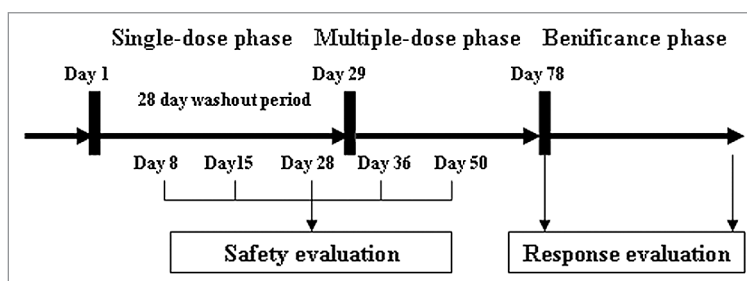 Single-dose phase Multiple-dose phase Benificance phase
Day 1 Day 29 Day 78
28 day washout period
Day 8 Day15 Day 28 Day 36 Day 50
Safety evaluation Response evaluation